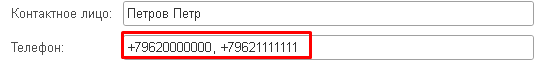 Контактное лицо: Петров Петр
Телефон: +79620000000, +79621111111